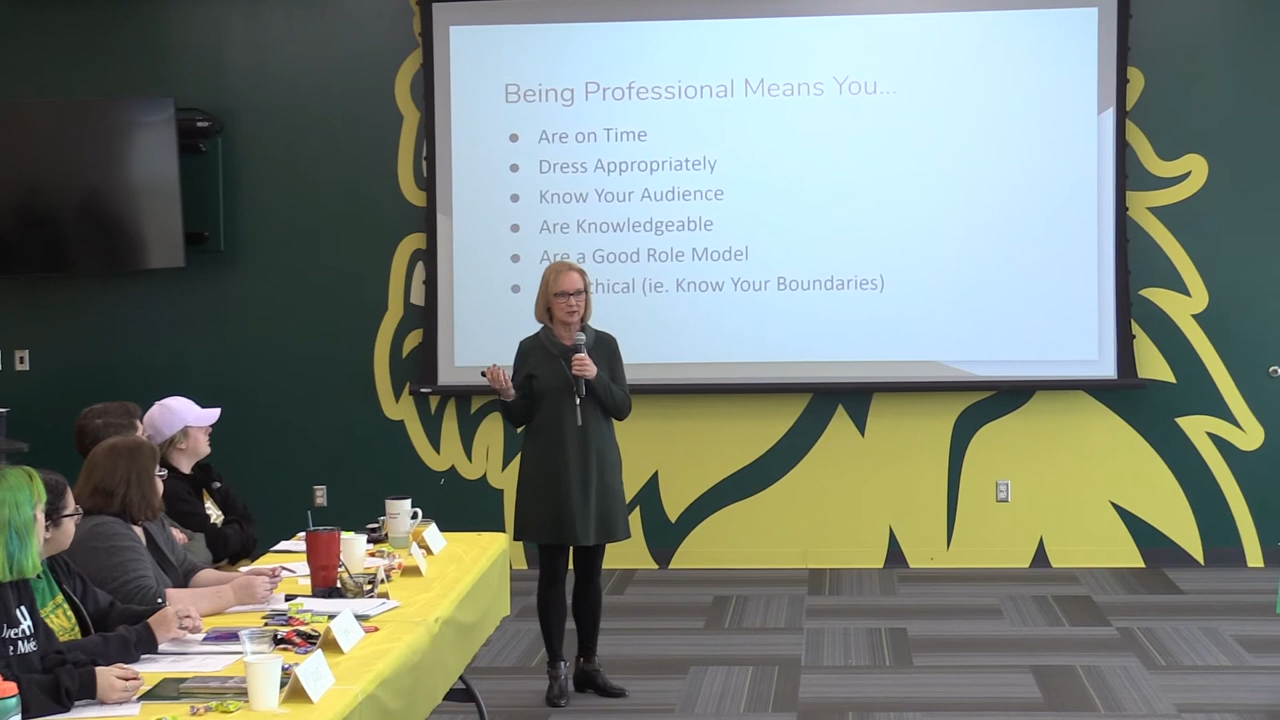 Being Professional Means You...
Are on Time
Dress Appropriately
Know Your Audience
Are Knowledgeable
Are a Good Role Model
thical (ie. Know Your Boundaries)